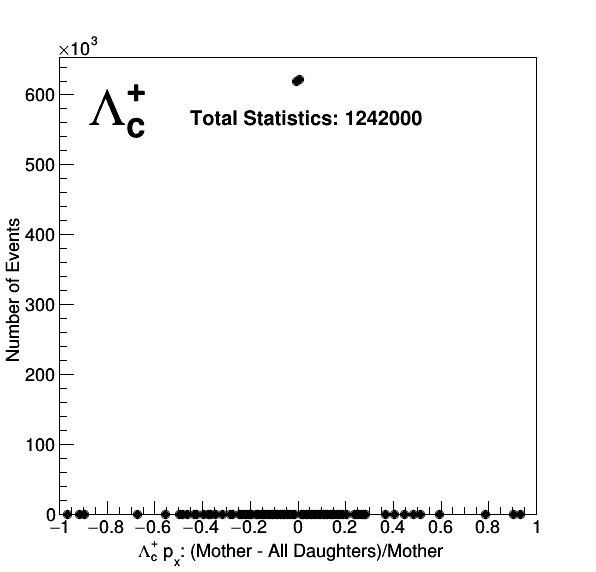 ×10³
Λc⁺
Total Statistics: 1242000
Number of Events
600
500
400
300
200
100
0
−1 −0.8 −0.6 −0.4 −0.2 0 0.2 0.4 0.6 0.8 1
Λc⁺ pₓ: (Mother - All Daughters)/Mother